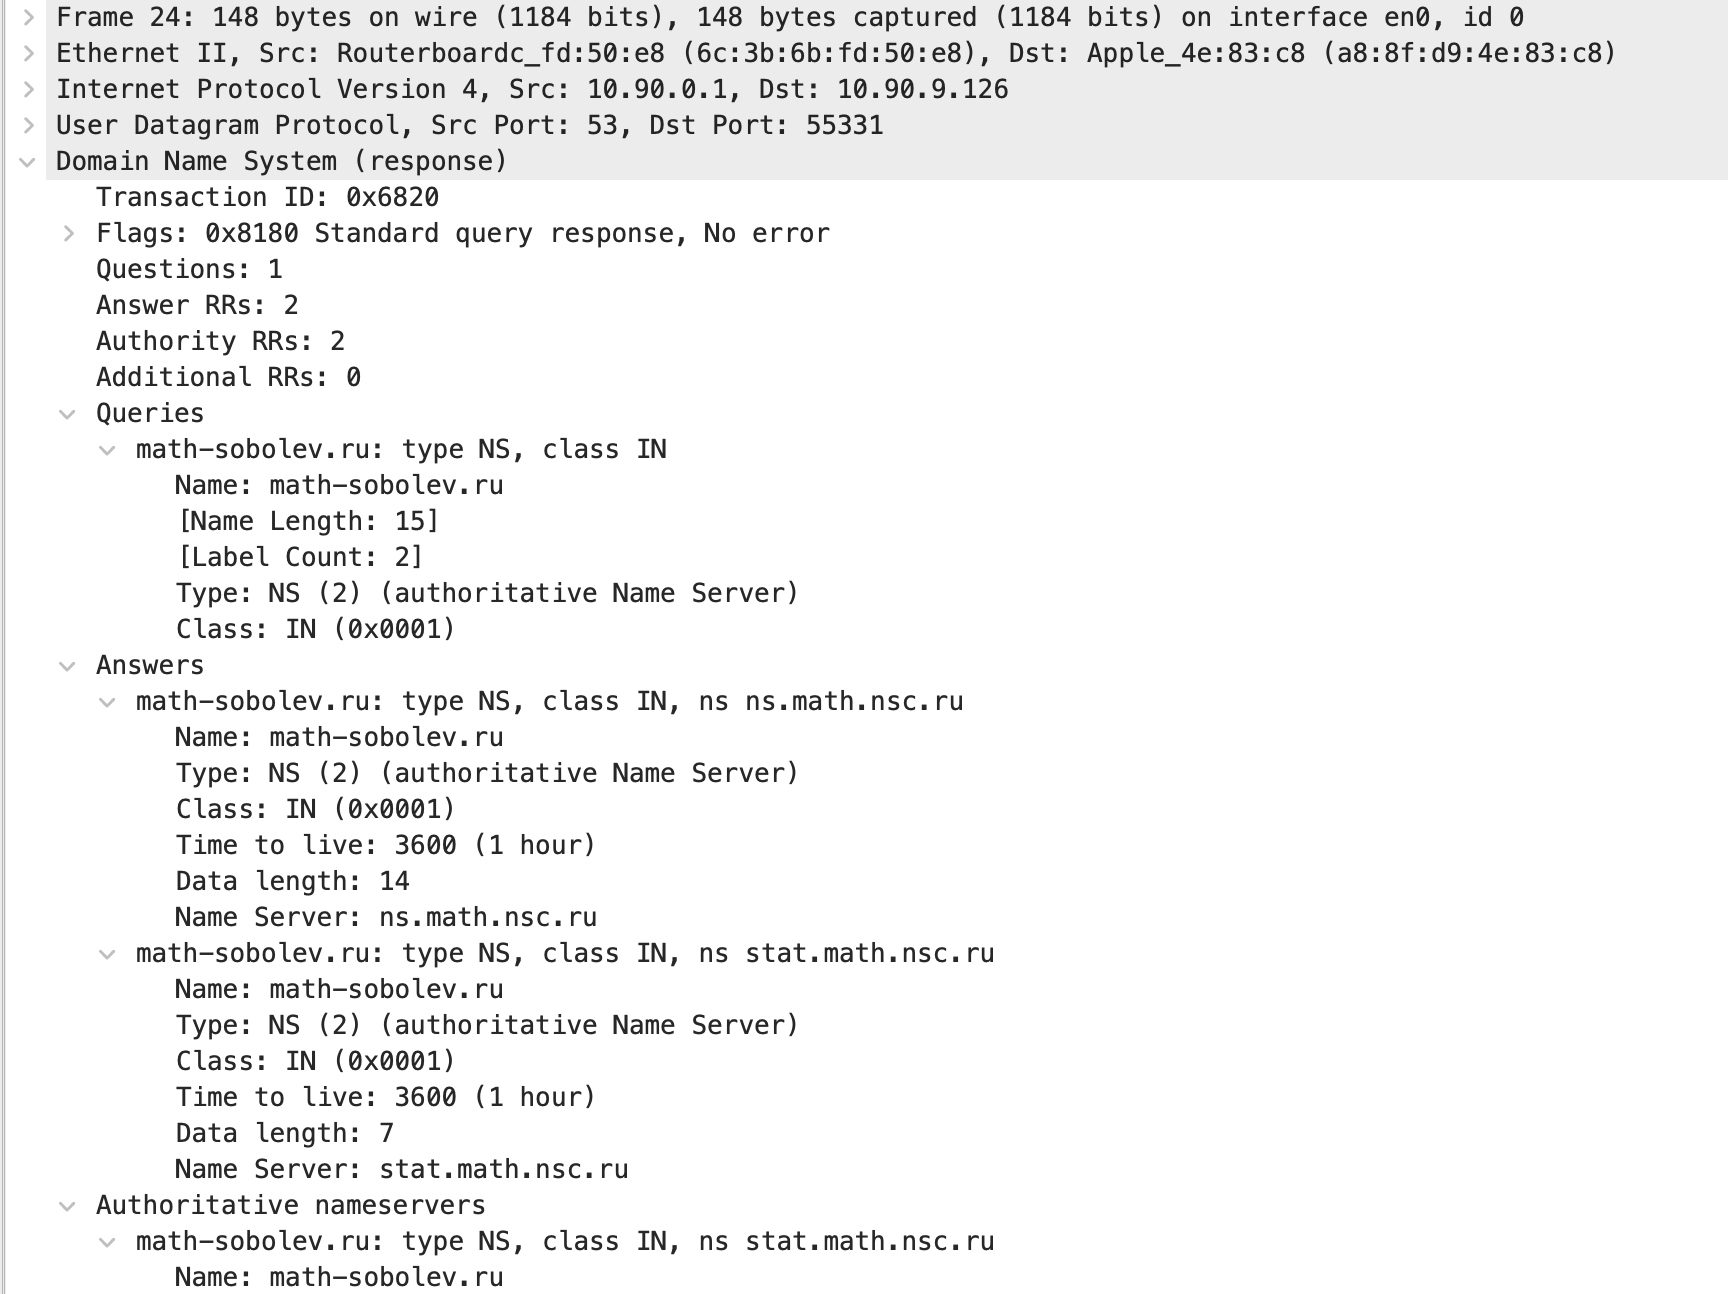 Frame 24: 148 bytes on wire (1184 bits), 148 bytes captured (1184 bits) on interface en0, id 0
Ethernet II, Src: Routerboardc_fd:50:e8 (6c:3b:6b:fd:50:e8), Dst: Apple_4e:83:c8 (a8:8f:d9:4e:83:c8)
Internet Protocol Version 4, Src: 10.90.0.1, Dst: 10.90.9.126
User Datagram Protocol, Src Port: 53, Dst Port: 55331
Domain Name System (response)
Transaction ID: 0x6820
Flags: 0x8180 Standard query response, No error
Questions: 1
Answer RRs: 2
Authority RRs: 2
Additional RRs: 0
Queries
math-sobolev.ru: type NS, class IN
Name: math-sobolev.ru
[Name Length: 15]
[Label Count: 2]
Type: NS (2) (authoritative Name Server)
Class: IN (0x0001)
Answers
math-sobolev.ru: type NS, class IN, ns ns.math.nsc.ru
Name: math-sobolev.ru
Type: NS (2) (authoritative Name Server)
Class: IN (0x0001)
Time to live: 3600 (1 hour)
Data length: 14
Name Server: ns.math.nsc.ru
math-sobolev.ru: type NS, class IN, ns stat.math.nsc.ru
Name: math-sobolev.ru
Type: NS (2) (authoritative Name Server)
Class: IN (0x0001)
Time to live: 3600 (1 hour)
Data length: 7
Name Server: stat.math.nsc.ru
Authoritative nameservers
math-sobolev.ru: type NS, class IN, ns stat.math.nsc.ru
Name: math-sobolev.ru